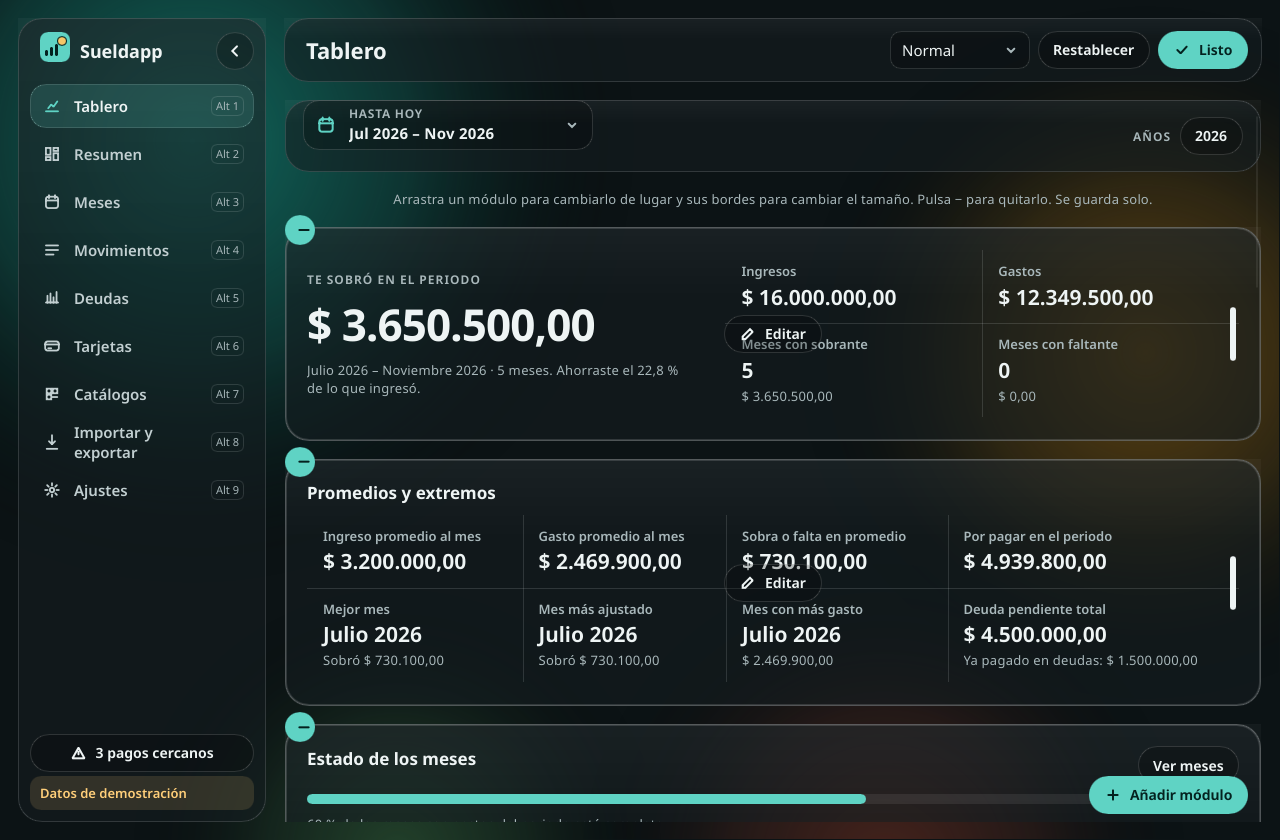 Sueldapp
Tablero Alt 1
Resumen Alt 2
Meses Alt 3
Movimientos Alt 4
Deudas Alt 5
Tarjetas Alt 6
Catálogos Alt 7
Importar y
exportar Alt 8
Ajustes Alt 9
3 pagos cercanos
Datos de demostración
Tablero
Normal
Restablecer
Listo
HASTA HOY
Jul 2026 – Nov 2026
AÑOS 2026
Arrastra un módulo para cambiarlo de lugar y sus bordes para cambiar el tamaño. Pulsa − para quitarlo. Se guarda solo.
TE SOBRÓ EN EL PERIODO
$ 3.650.500,00
Julio 2026 – Noviembre 2026 · 5 meses. Ahorraste el 22,8 %
de lo que ingresó.
Ingresos
$ 16.000.000,00
Gastos
$ 12.349.500,00
Editar
Meses con sobrante
5
$ 3.650.500,00
Meses con faltante
0
$ 0,00
Promedios y extremos
Ingreso promedio al mes
$ 3.200.000,00
Gasto promedio al mes
$ 2.469.900,00
Sobra o falta en promedio
$ 730.100,00
Por pagar en el periodo
$ 4.939.800,00
Editar
Mejor mes
Julio 2026
Sobró $ 730.100,00
Mes más ajustado
Julio 2026
Sobró $ 730.100,00
Mes con más gasto
Julio 2026
$ 2.469.900,00
Deuda pendiente total
$ 4.500.000,00
Ya pagado en deudas: $ 1.500.000,00
Estado de los meses
Ver meses
Añadir módulo